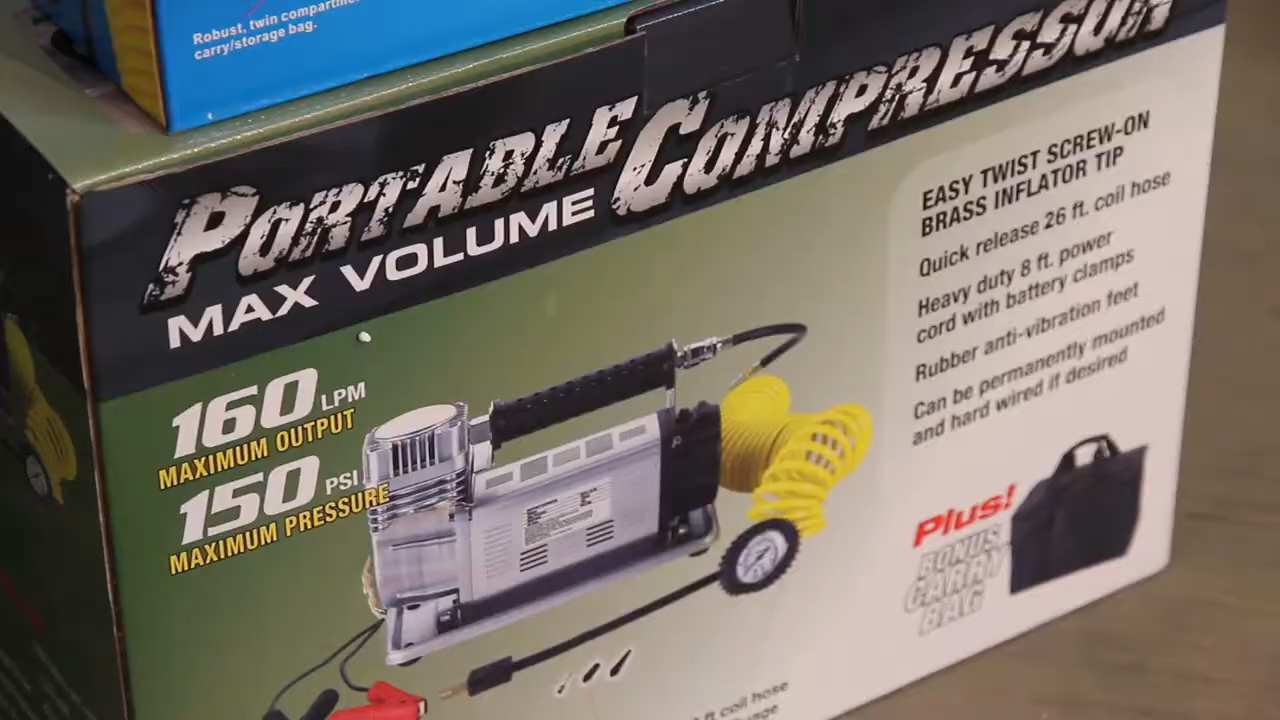 Robust, twin
carry/storage bag.
PORTABLE COMPRESSOR
MAX VOLUME
160 LPM
MAXIMUM OUTPUT
150 PSI
MAXIMUM PRESSURE
EASY TWIST SCREW-ON
BRASS INFLATOR TIP
Quick release 26 ft. coil hose
Heavy duty 8 ft. power
cord with battery clamps
Rubber anti-vibration feet
Can be permanently mounted
and hard wired if desired
Plus!
BONUS
CARRY
BAG
ft. coil hose